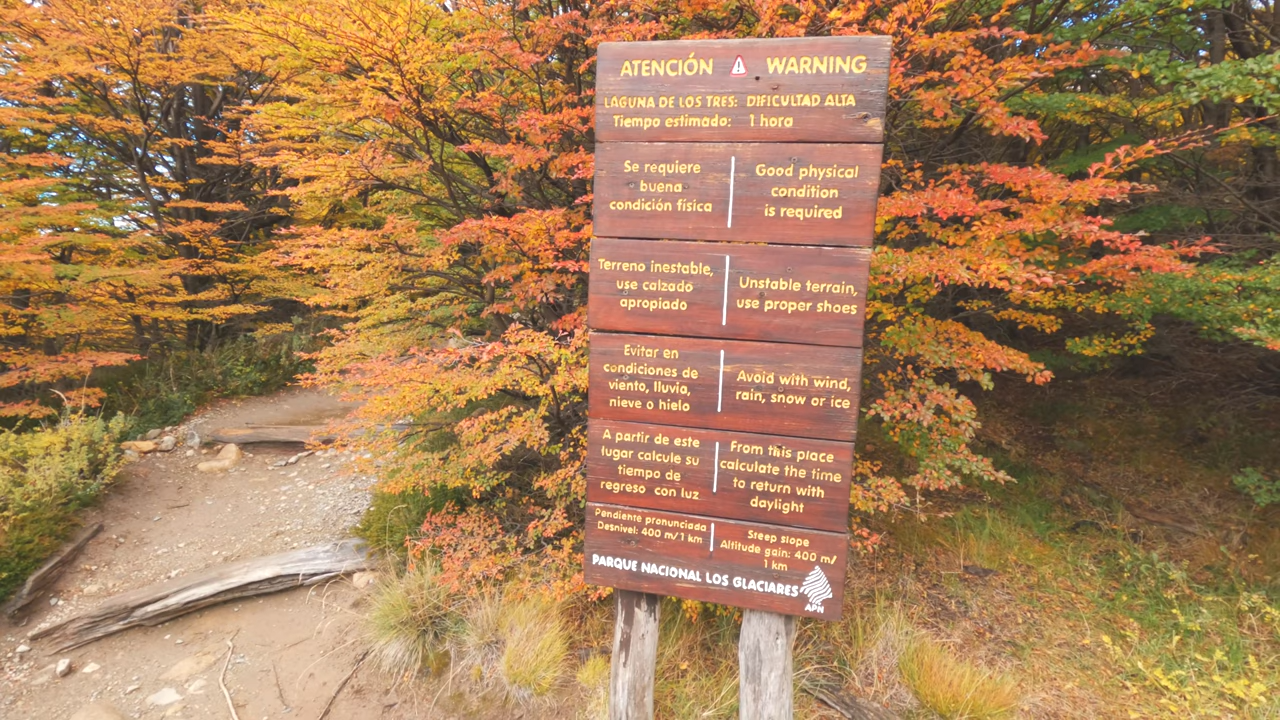 ATENCIÓN WARNING
LAGUNA DE LOS TRES: DIFICULTAD ALTA
Tiempo estimado: 1 hora
Se requiere
buena
condición física
Good physical
condition
is required
Terreno inestable,
use calzado
apropiado
Unstable terrain,
use proper shoes
Evitar en
condiciones de
viento, lluvia,
nieve o hielo
Avoid with wind,
rain, snow or ice
A partir de este
lugar calcule su
tiempo de
regreso con luz
From this place
calculate the time
to return with
daylight
Pendiente pronunciada
Desnivel: 400 m/1 km
Steep slope
Altitude gain: 400 m/
1 km
PARQUE NACIONAL LOS GLACIARES
APN